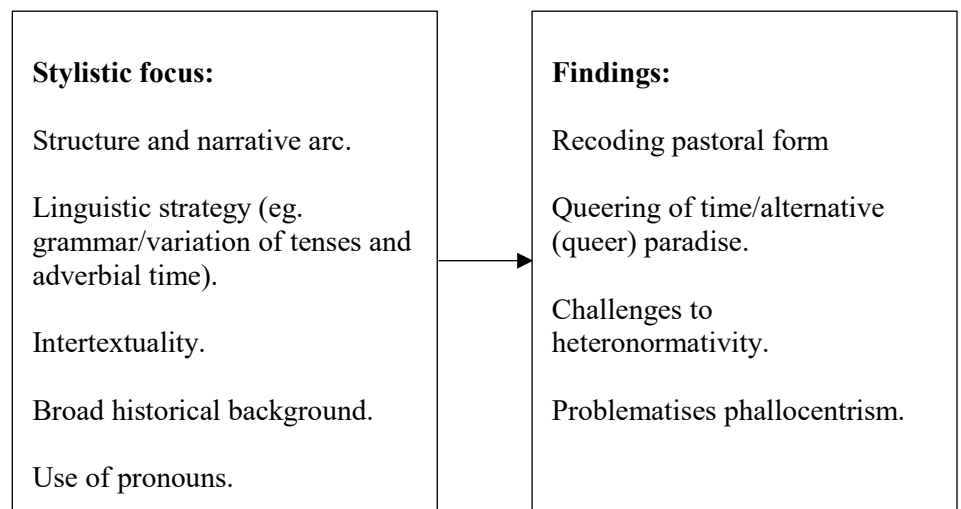 Stylistic focus:
Structure and narrative arc.
Linguistic strategy (eg.
grammar/variation of tenses and
adverbial time).
Intertextuality.
Broad historical background.
Use of pronouns.
Findings:
Recoding pastoral form
Queering of time/alternative
(queer) paradise.
Challenges to
heteronormativity.
Problematises phallocentrism.